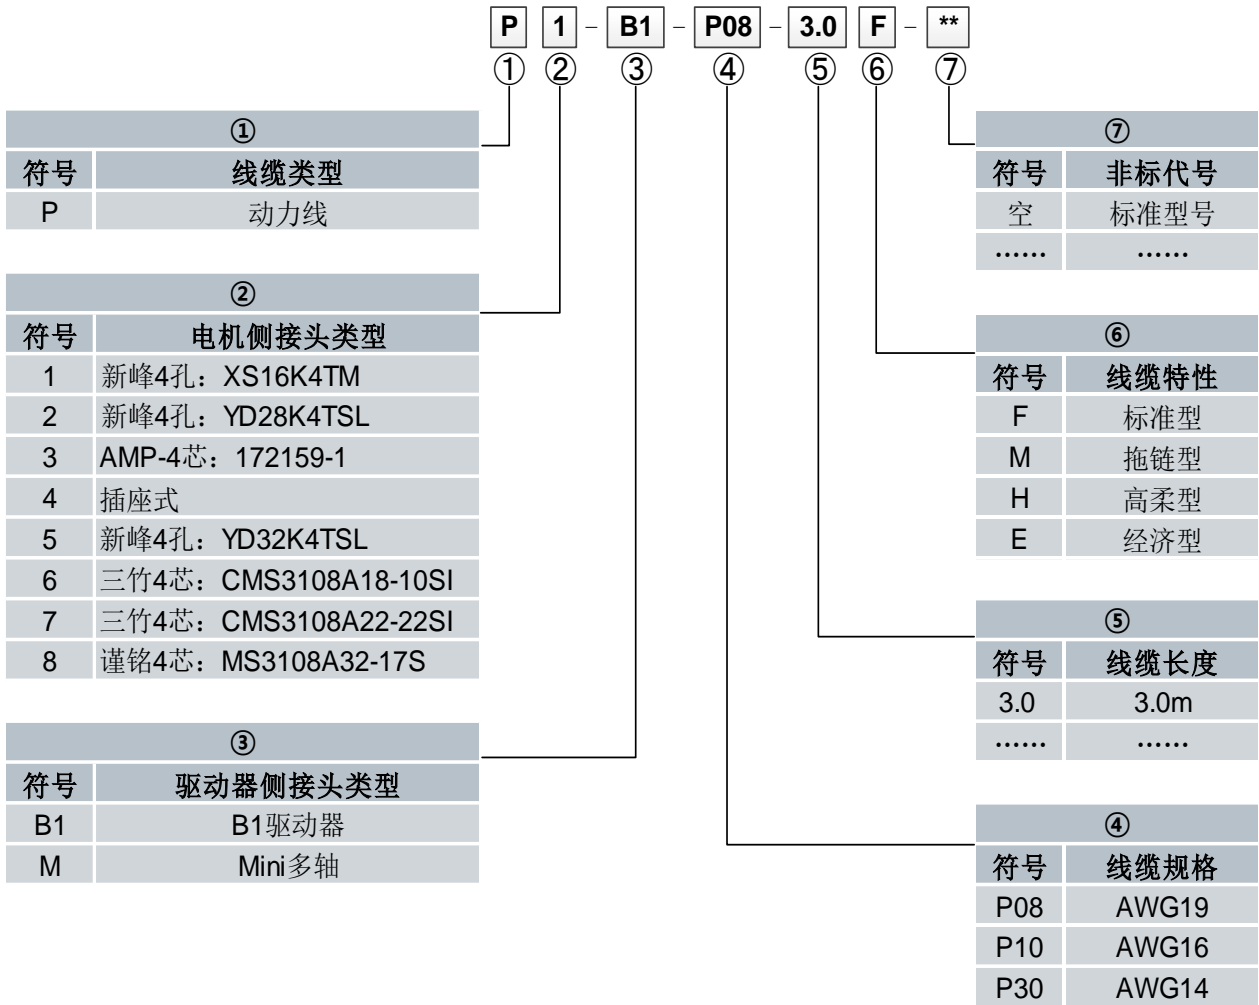 P 1 – B1 – P08 – 3.0 F – **
① ② ③ ④ ⑤ ⑥ ⑦
①
符号 线缆类型
P 动力线
②
符号 电机侧接头类型
1 新峰4孔：XS16K4TM
2 新峰4孔：YD28K4TSL
3 AMP-4芯：172159-1
4 插座式
5 新峰4孔：YD32K4TSL
6 三竹4芯：CMS3108A18-10SI
7 三竹4芯：CMS3108A22-22SI
8 谨铭4芯：MS3108A32-17S
③
符号 驱动器侧接头类型
B1 B1驱动器
M Mini多轴
⑦
符号 非标代号
空 标准型号
…… ……
⑥
符号 线缆特性
F 标准型
M 拖链型
H 高柔型
E 经济型
⑤
符号 线缆长度
3.0 3.0m
…… ……
④
符号 线缆规格
P08 AWG19
P10 AWG16
P30 AWG14